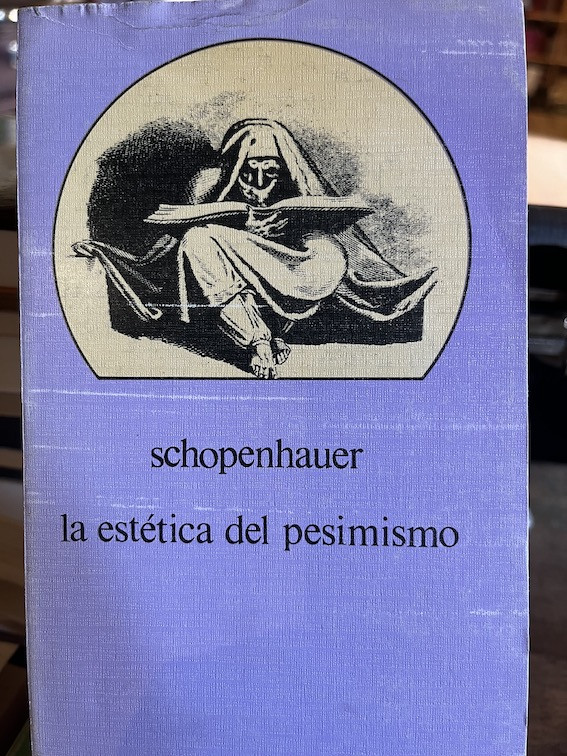 schopenhauer
la estética del pesimismo